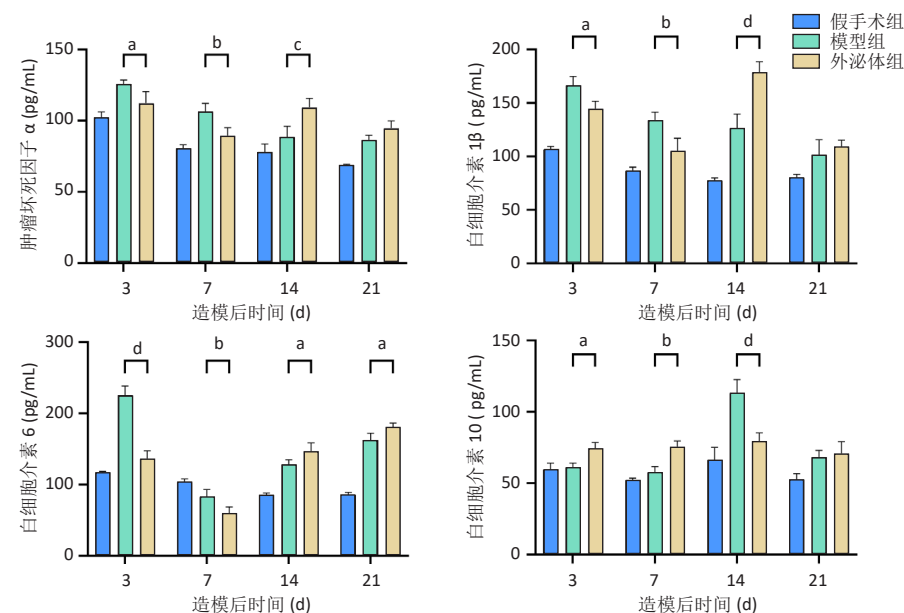 假手术组
模型组
外泌体组
肿瘤坏死因子 α (pg/mL)
150
100
50
0
a
b
c
3
7
14
21
造模后时间 (d)
白细胞介素 1β ( pg/mL)
200
150
100
50
0
a
b
d
3
7
14
21
造模后时间 (d)
白细胞介素 6 (pg/mL)
300
200
100
0
d
b
a
a
3
7
14
21
造模后时间 (d)
白细胞介素 10 ( pg/mL)
150
100
50
0
a
b
d
3
7
14
21
造模后时间 (d)